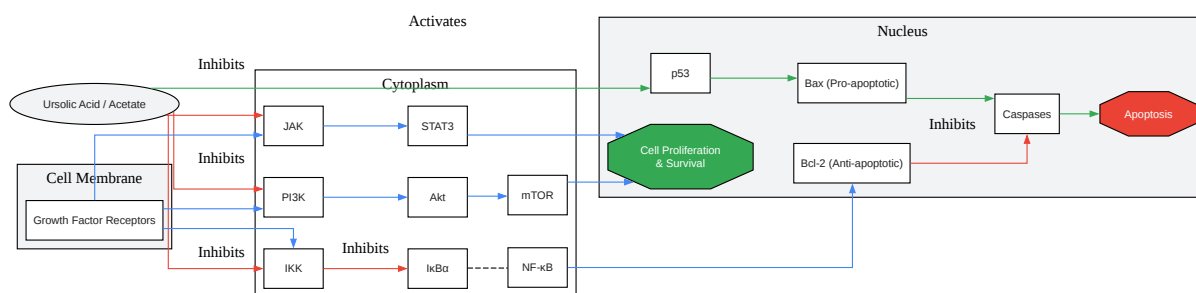 Activates
Nucleus
Inhibits
p53
Cytoplasm
Bax (Pro-apoptotic)
Ursolic Acid / Acetate
JAK
STAT3
Caspases
Apoptosis
Inhibits
Inhibits
Cell Proliferation
& Survival
Bcl-2 (Anti-apoptotic)
Cell Membrane
PI3K
Akt
mTOR
Growth Factor Receptors
Inhibits
Inhibits
IKK
IκBα
NF-κB